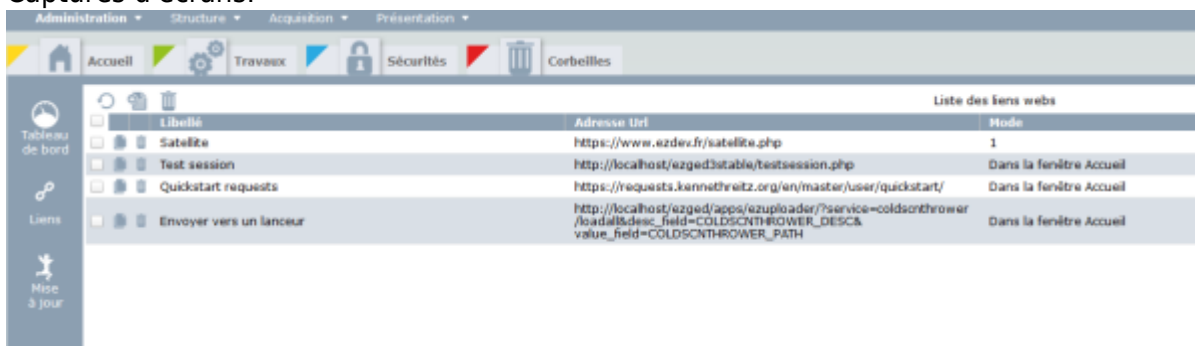 Captures d'écrans.
Administration Structure Acquisition Présentation
Accueil Travaux Sécurités Corbeilles
Liste des liens webs
Libellé Adresse Url Mode
Tableau de bord
Satellite https://www.ezdev.fr/satellite.php 1
Test session http://localhost/ezged3stable/testsession.php Dans la fenêtre Accueil
Quickstart requests https://requests.kennethreitz.org/en/master/user/quickstart/ Dans la fenêtre Accueil
Liens
Envoyer vers un lanceur http://localhost/ezged/apps/ezuploader/?service=coldscnthrower
/loadall&desc_field=COLDSCNTHROWER_DESC& Dans la fenêtre Accueil
value_field=COLDSCNTHROWER_PATH
Mise
à jour